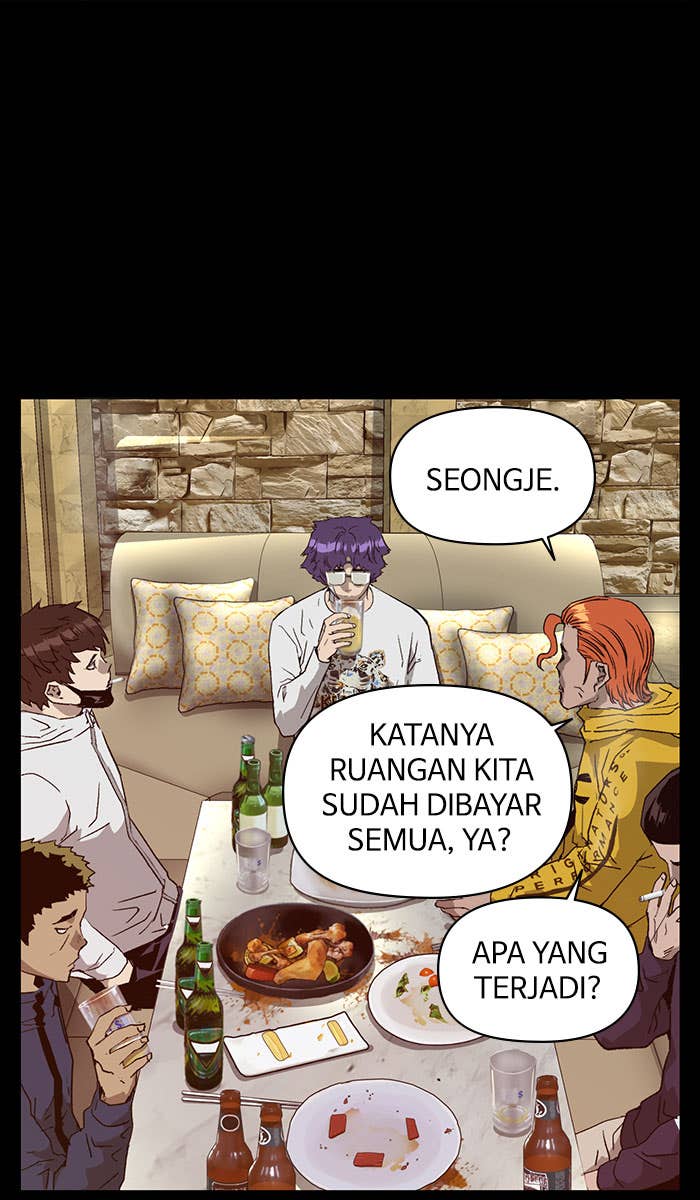 SEONGJE.
KATANYA
RUANGAN KITA
SUDAH DIBAYAR
SEMUA, YA?
APA YANG
TERJADI?